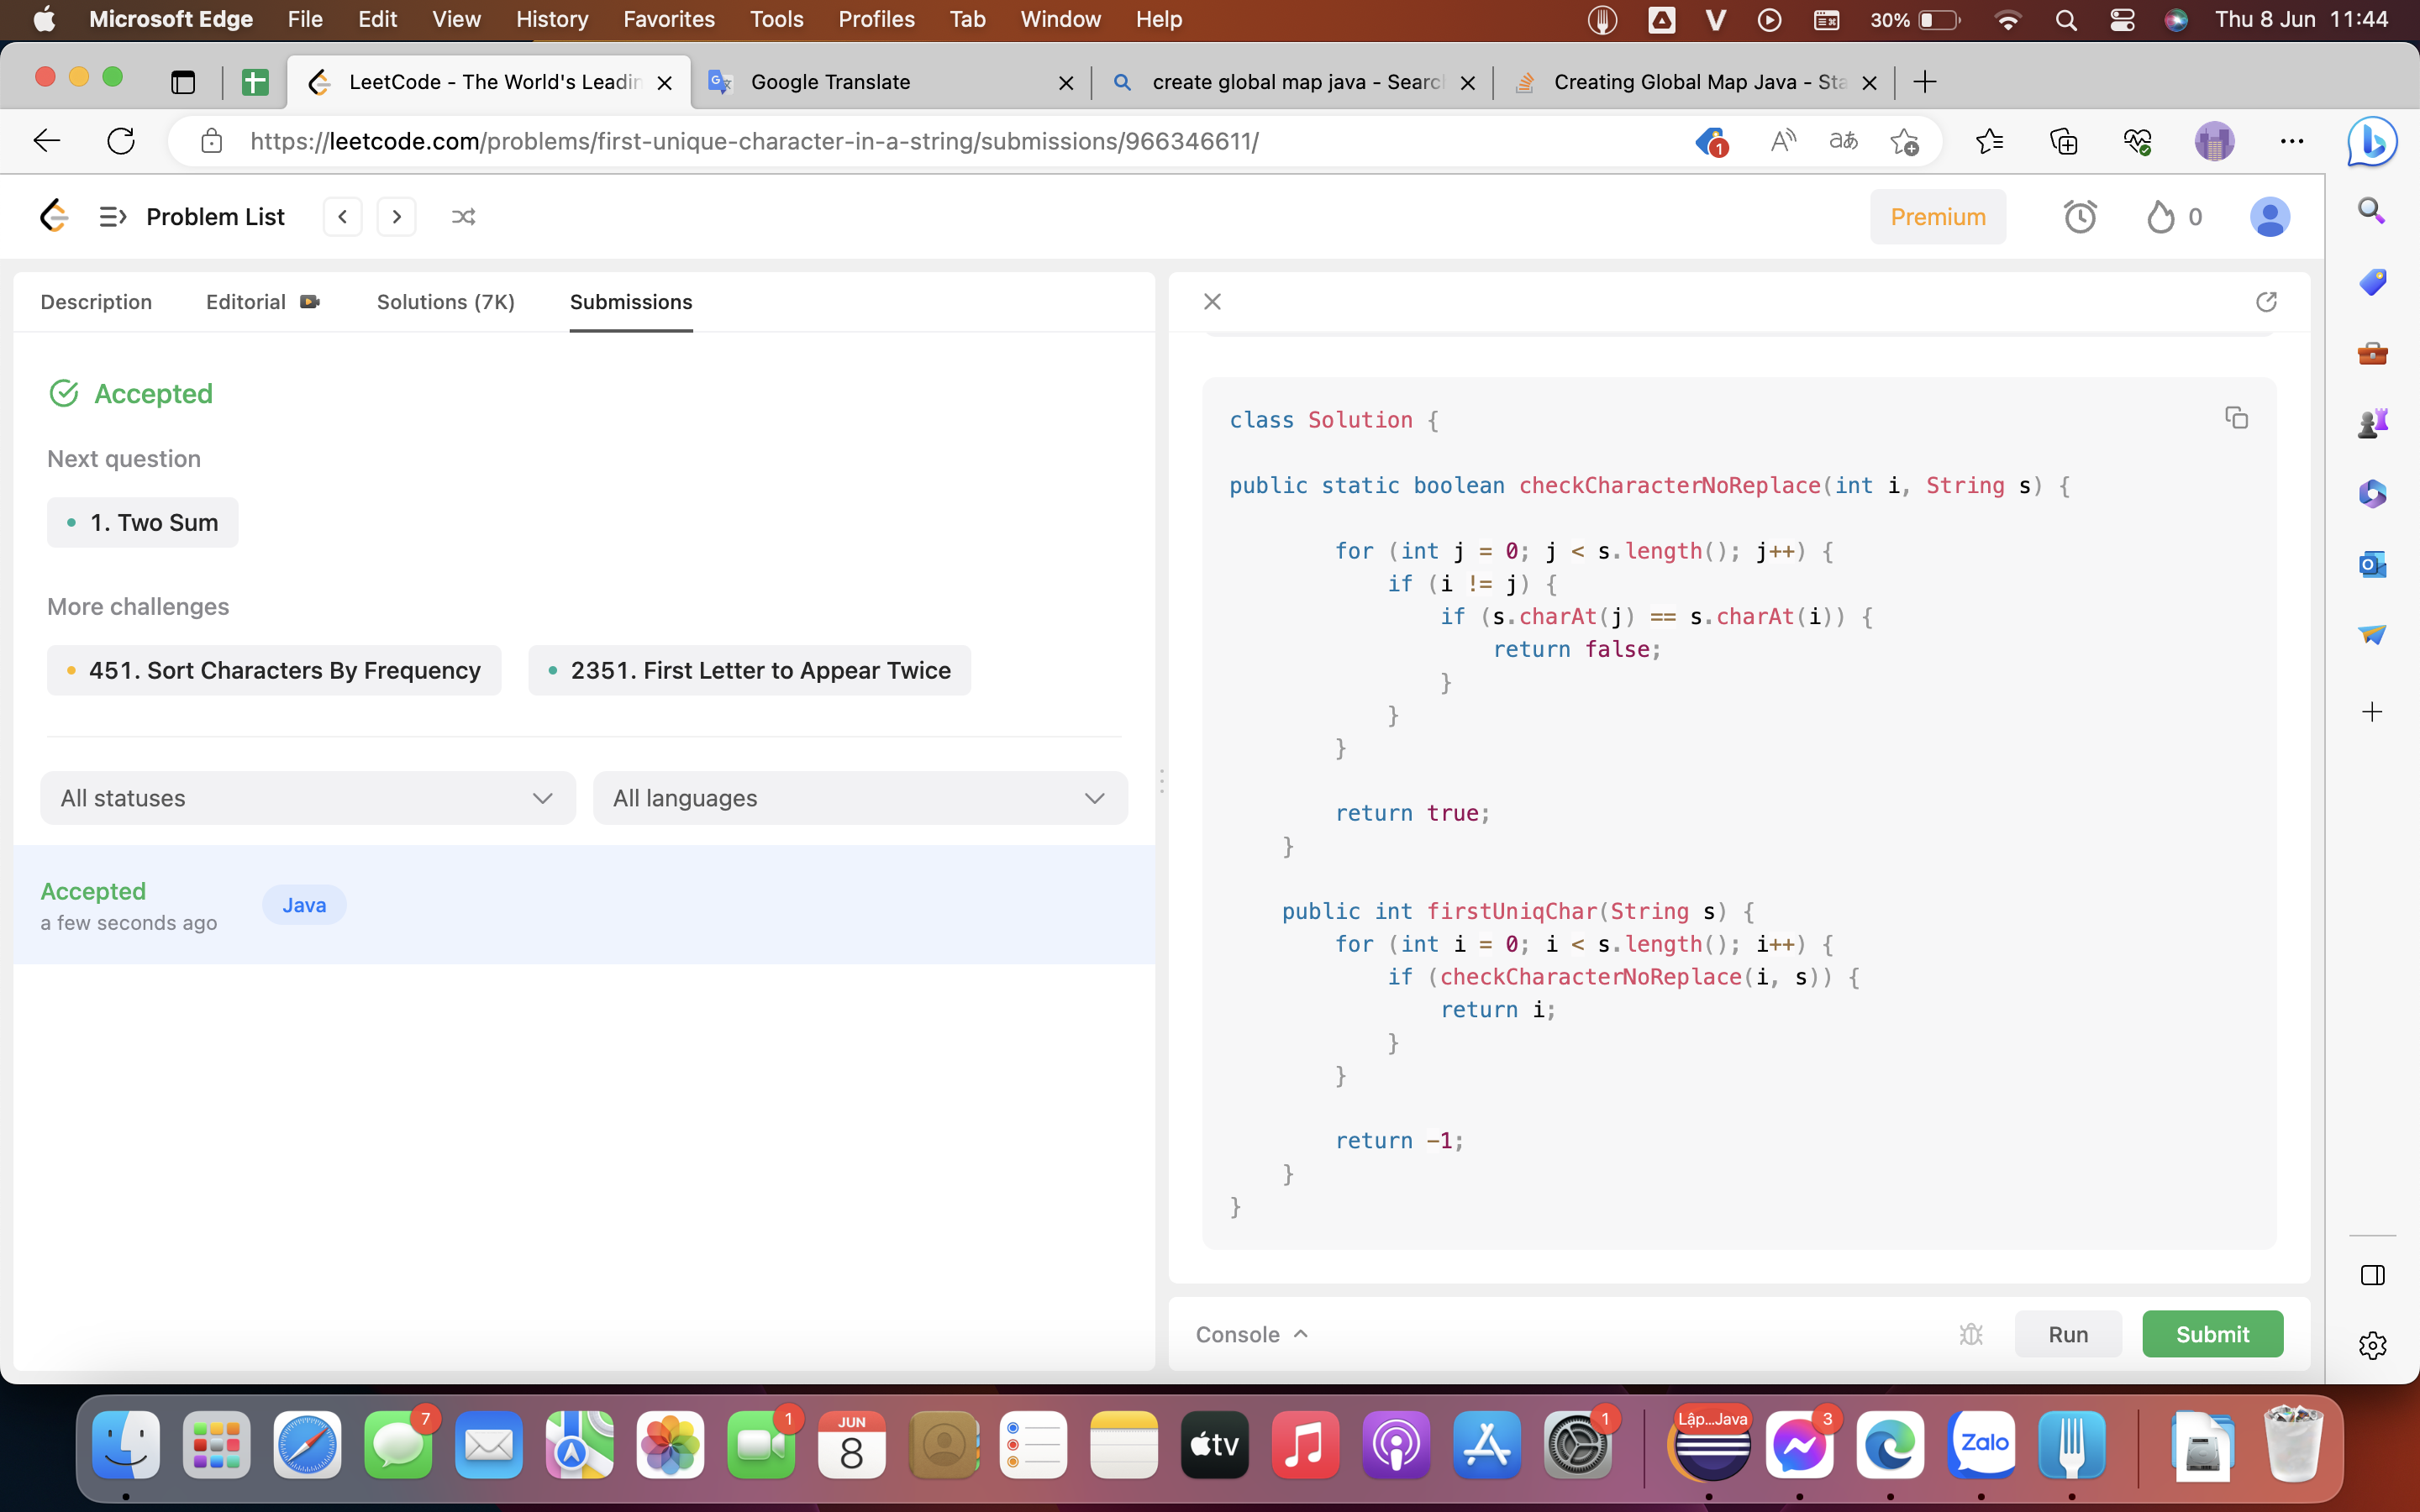 Microsoft Edge File Edit View History Favorites Tools Profiles Tab Window Help 30% Thu 8 Jun 11:44
LeetCode - The World's Leadin Google Translate create global map java - Searc Creating Global Map Java - Sta
https://leetcode.com/problems/first-unique-character-in-a-string/submissions/966346611/ 1
Problem List Premium 0
Description Editorial Solutions (7K) Submissions
Accepted
Next question
1. Two Sum
More challenges
451. Sort Characters By Frequency 2351. First Letter to Appear Twice
All statuses All languages
Accepted
a few seconds ago
Java
class Solution {
public static boolean checkCharacterNoReplace(int i, String s) {
for (int j = 0; j < s.length(); j++) {
if (i != j) {
if (s.charAt(j) == s.charAt(i)) {
return false;
}
}
}
return true;
}
public int firstUniqChar(String s) {
for (int i = 0; i < s.length(); i++) {
if (checkCharacterNoReplace(i, s)) {
return i;
}
}
return -1;
}
}
Console Run Submit
7 1 JUN 8 tv 1 Lập...Java 3 Zalo